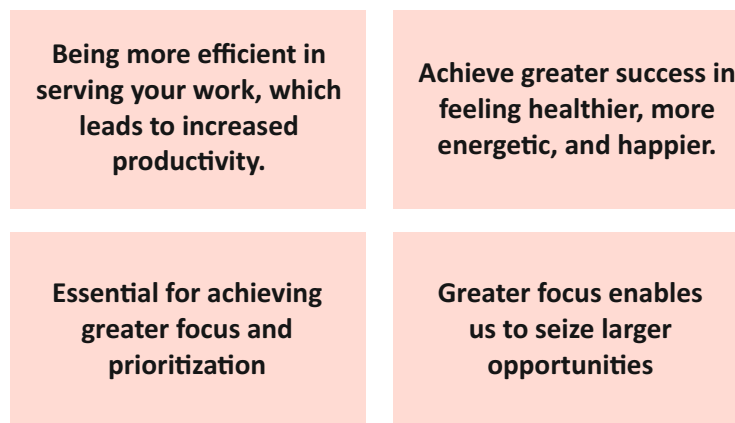 Being more efficient in
serving your work, which
leads to increased
productivity.
Achieve greater success in
feeling healthier, more
energetic, and happier.
Essential for achieving
greater focus and
prioritization
Greater focus enables
us to seize larger
opportunities